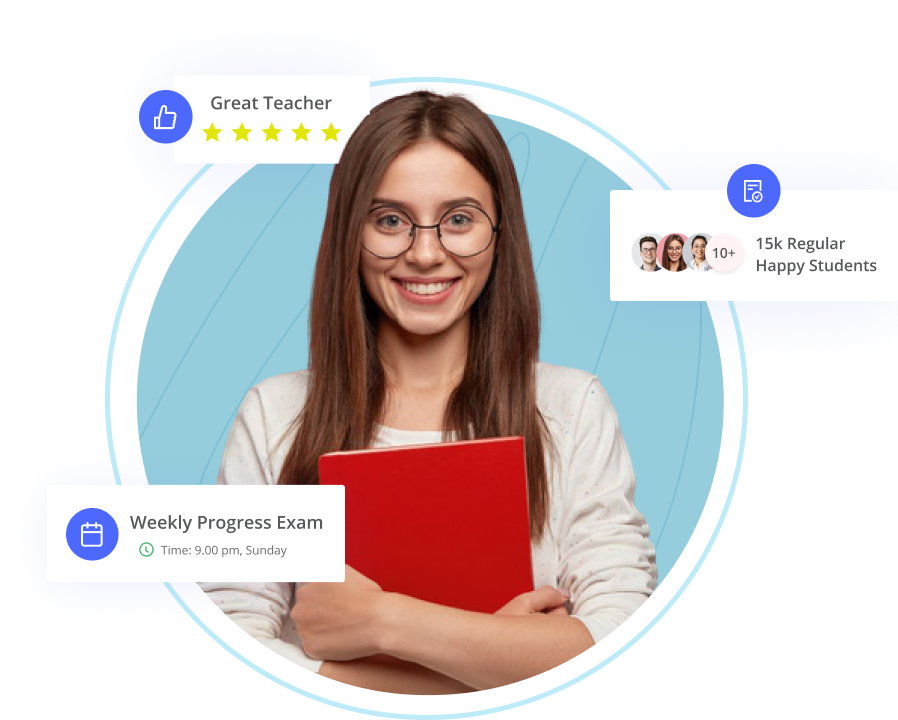 Great Teacher
10+
15k Regular
Happy Students
Weekly Progress Exam
Time: 9.00 pm, Sunday